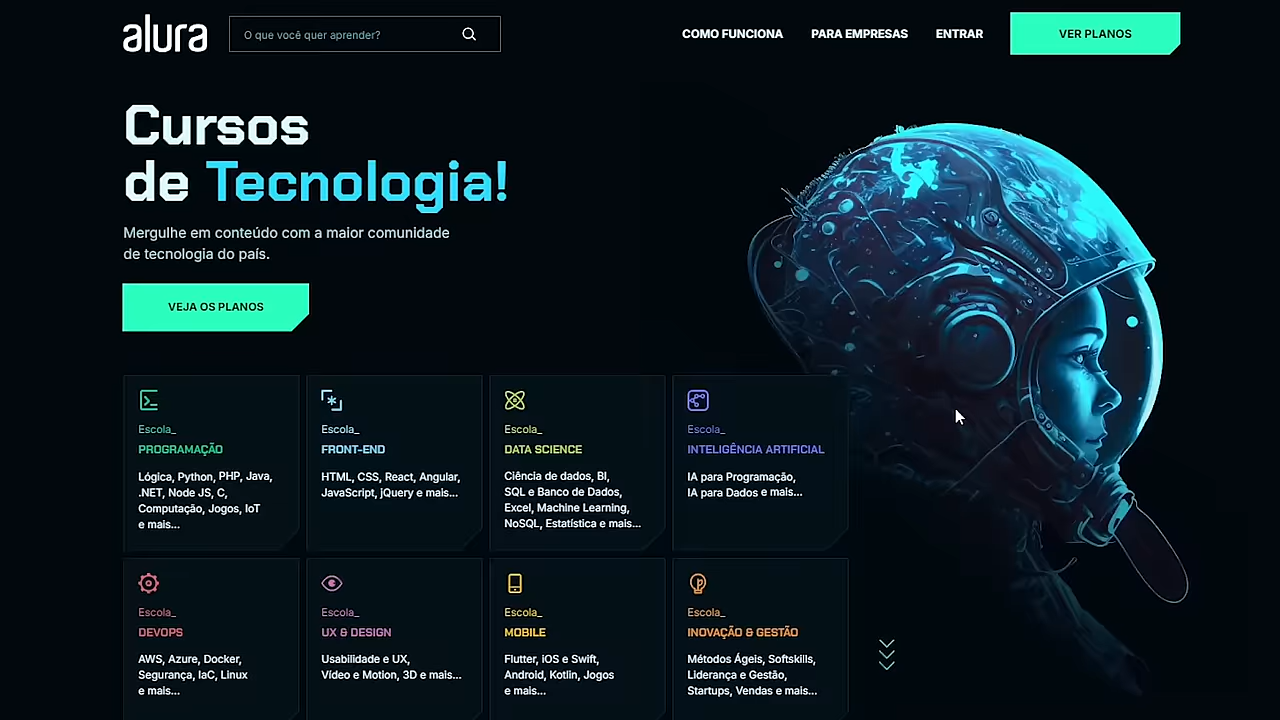 alura
O que você quer aprender?
COMO FUNCIONA
PARA EMPRESAS
ENTRAR
VER PLANOS
Cursos
de Tecnologia!
Mergulhe em conteúdo com a maior comunidade
de tecnologia do país.
VEJA OS PLANOS
Escola_
PROGRAMAÇÃO
Lógica, Python, PHP, Java,
.NET, Node JS, C,
Computação, Jogos, IoT
e mais...
Escola_
FRONT-END
HTML, CSS, React, Angular,
JavaScript, jQuery e mais...
Escola_
DATA SCIENCE
Ciência de dados, BI,
SQL e Banco de Dados,
Excel, Machine Learning,
NoSQL, Estatística e mais...
Escola_
INTELIGÊNCIA ARTIFICIAL
IA para Programação,
IA para Dados e mais...
Escola_
DEVOPS
AWS, Azure, Docker,
Segurança, IaC, Linux
e mais...
Escola_
UX & DESIGN
Usabilidade e UX,
Vídeo e Motion, 3D e mais...
Escola_
MOBILE
Flutter, iOS e Swift,
Android, Kotlin, Jogos
e mais...
Escola_
INOVAÇÃO & GESTÃO
Métodos Ágeis, Softskills,
Liderança e Gestão,
Startups, Vendas e mais...